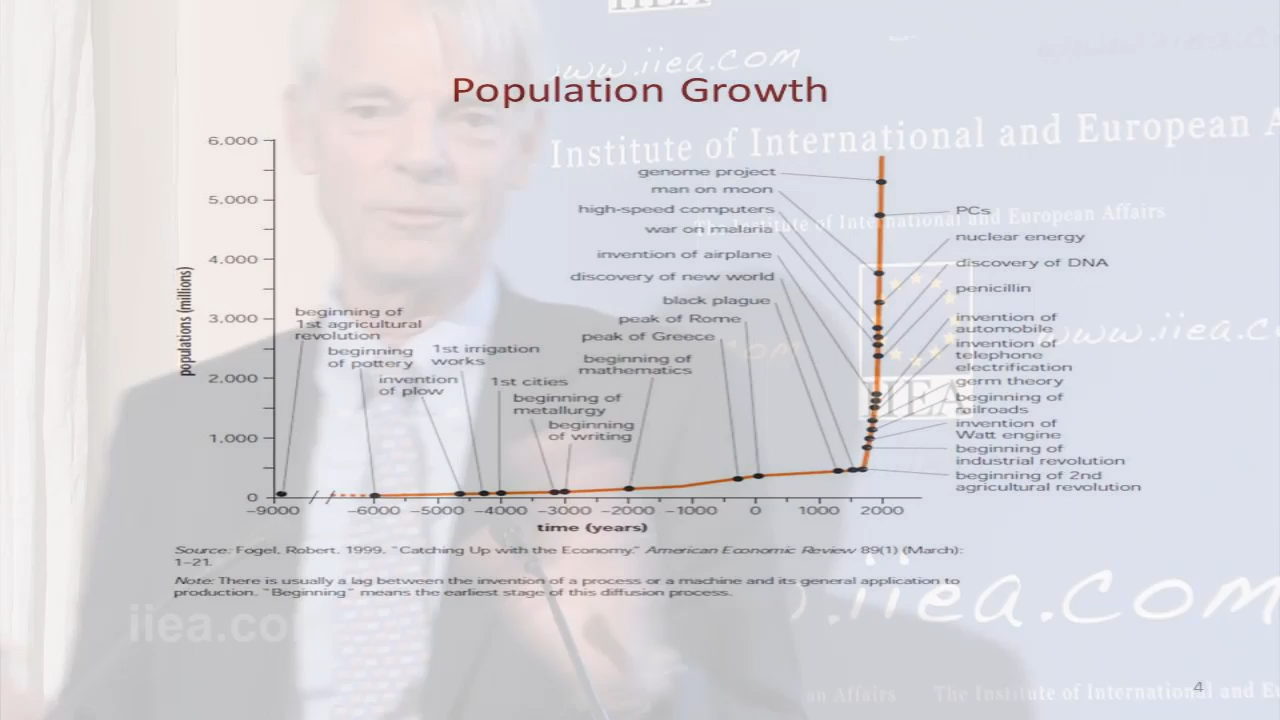 IIEA
www.iiea.com
Population Growth
Institute of International and European A
6.000
5.000
4.000
3.000
2.000
1.000
0
populations (millions)
genome project
man on moon
high-speed computers
war on malaria
invention of airplane
discovery of new world
black plague
peak of Rome
peak of Greece
beginning of
mathematics
beginning of
1st agricultural
revolution
beginning
of pottery
invention
of plow
1st irrigation
works
1st cities
beginning of
metallurgy
beginning
of writing
The Institute of International and European Affairs
PCs
nuclear energy
discovery of DNA
penicillin
invention of
automobile
invention of
telephone
electrification
germ theory
beginning of
railroads
invention of
Watt engine
beginning of
industrial revolution
beginning of 2nd
agricultural revolution
www.iiea.c
om
IIEA
−9000 −6000 −5000 −4000 −3000 −2000 −1000 0 1000 2000
time (years)
Source: Fogel, Robert. 1999. "Catching Up with the Economy." American Economic Review 89(1) (March):
1–21.
Note: There is usually a lag between the invention of a process or a machine and its general application to
production. "Beginning" means the earliest stage of this diffusion process.
.iiea.com
iiea.co
an Affairs The Institute of International and E
4